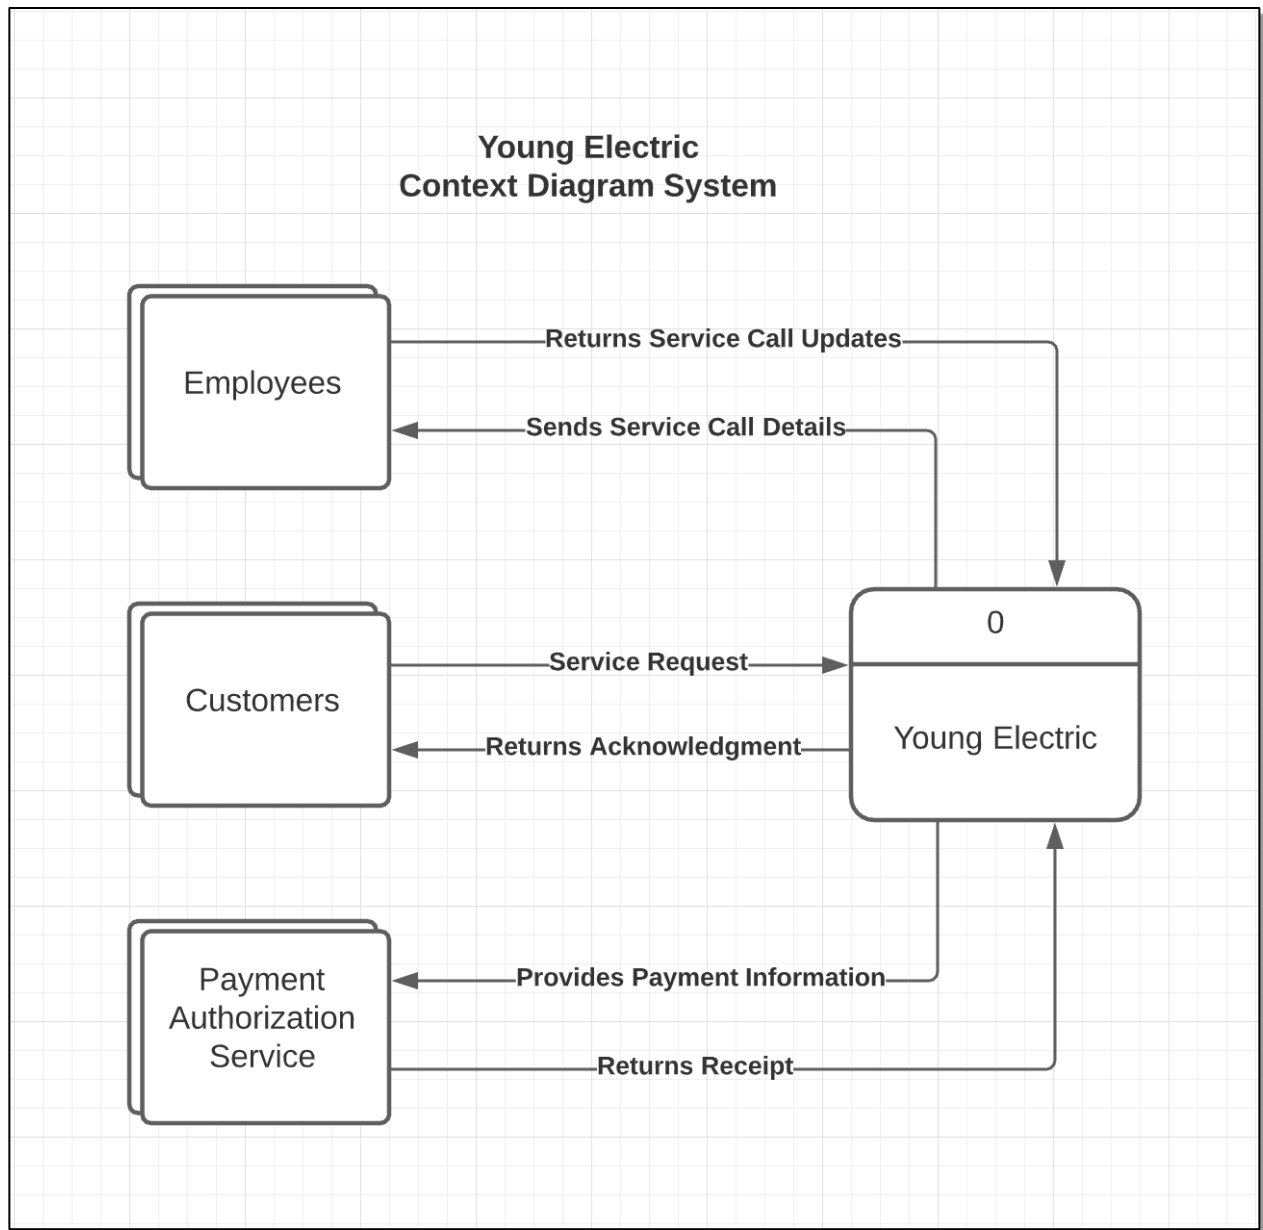 Young Electric
Context Diagram System
Returns Service Call Updates
Employees
Sends Service Call Details
0
Service Request
Customers
Young Electric
Returns Acknowledgment
Payment
Authorization
Service
Provides Payment Information
Returns Receipt